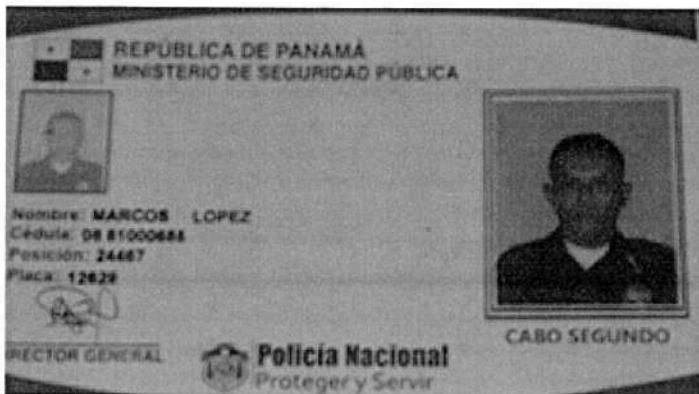 REPÚBLICA DE PANAMÁ
MINISTERIO DE SEGURIDAD PÚBLICA
Nombre: MARCOS LOPEZ
Cédula: 08 81000688
Posición: 24467
Placa: 12629
DIRECTOR GENERAL
CABO SEGUNDO
Policía Nacional
Proteger y Servir